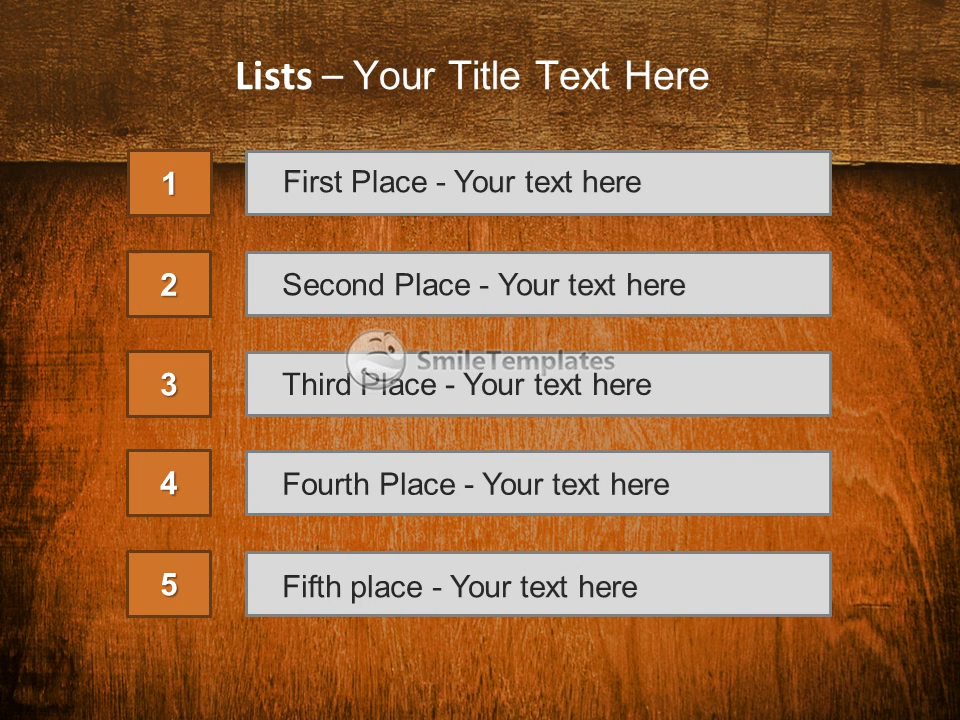 Lists – Your Title Text Here
1
First Place - Your text here
2
Second Place - Your text here
SmileTemplates
3
Third Place - Your text here
4
Fourth Place - Your text here
5
Fifth place - Your text here